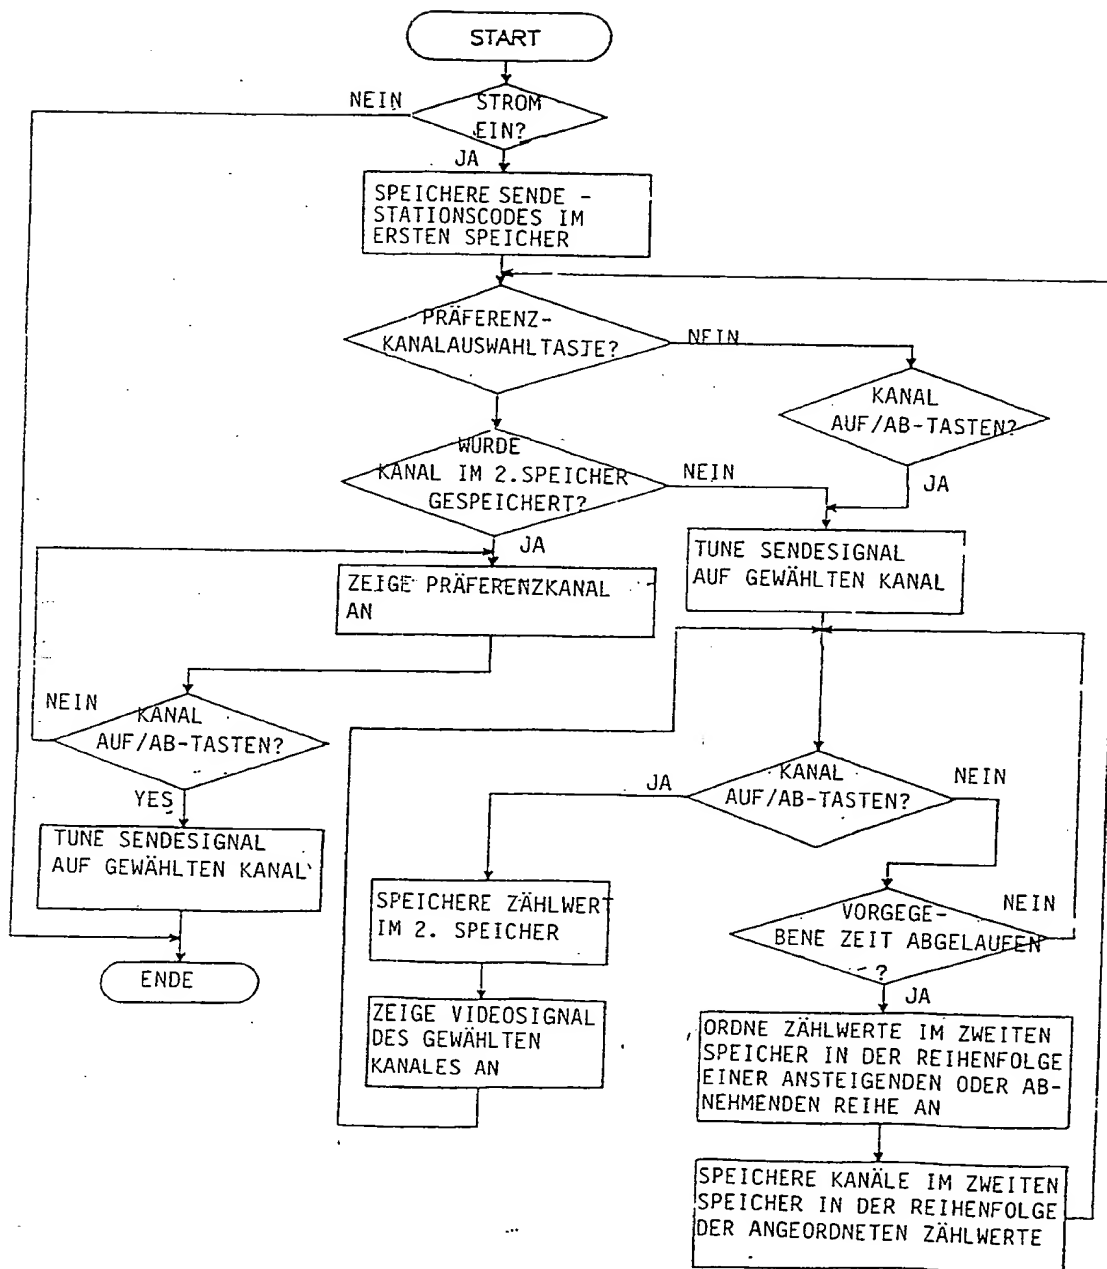 START
NEIN
STROM
EIN?
JA
SPEICHERE SENDE -
STATIONSCODES IM
ERSTEN SPEICHER
PRÄFERENZ-
KANALAUSWAHLTASTE?
NEIN
KANAL
AUF/AB-TASTEN?
JA
WURDE
KANAL IM 2.SPEICHER
GESPEICHERT?
NEIN
JA
TUNE SENDESIGNAL
AUF GEWÄHLTEN KANAL
ZEIGE PRÄFERENZKANAL
AN
NEIN
KANAL
AUF/AB-TASTEN?
YES
TUNE SENDESIGNAL
AUF GEWÄHLTEN KANAL
ENDE
JA
KANAL
AUF/AB-TASTEN?
NEIN
SPEICHERE ZÄHLWERT
IM 2. SPEICHER
ZEIGE VIDEOSIGNAL
DES GEWÄHLTEN
KANALES AN
VORGEGE-
BENE ZEIT ABGELAUFEN
?
NEIN
JA
ORDNE ZÄHLWERTE IM ZWEITEN
SPEICHER IN DER REIHENFOLGE
EINER ANSTEIGENDEN ODER AB-
NEHMENDEN REIHE AN
SPEICHERE KANÄLE IM ZWEITEN
SPEICHER IN DER REIHENFOLGE
DER ANGEORDNETEN ZÄHLWERTE